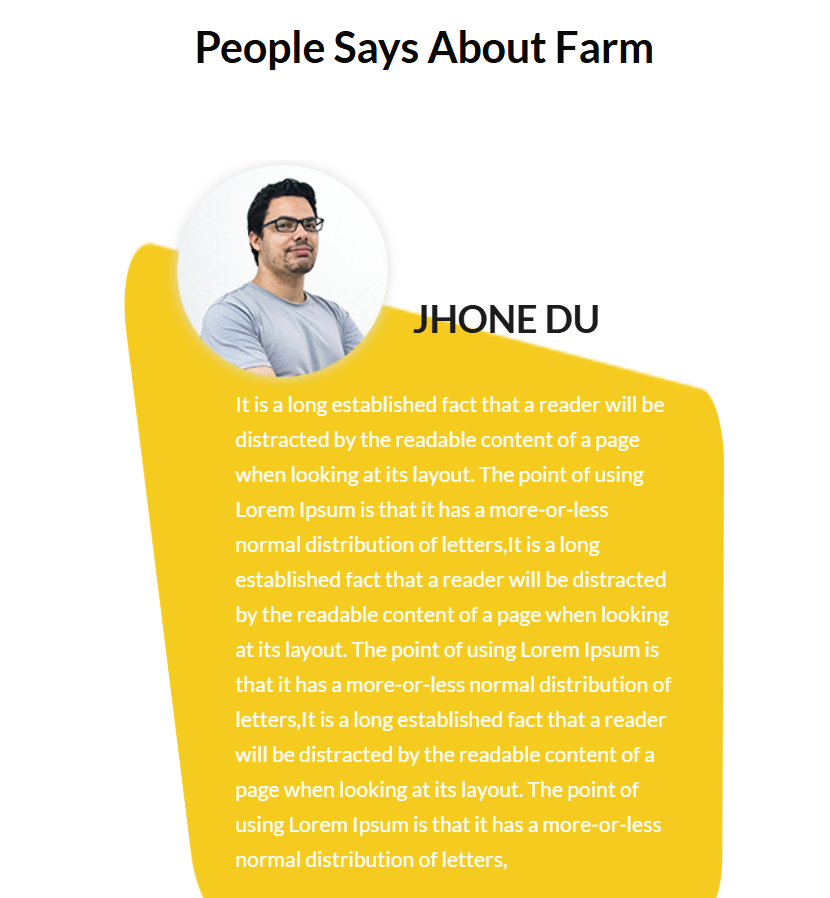 People Says About Farm
JHONE DU
It is a long established fact that a reader will be
distracted by the readable content of a page
when looking at its layout. The point of using
Lorem Ipsum is that it has a more-or-less
normal distribution of letters,It is a long
established fact that a reader will be distracted
by the readable content of a page when looking
at its layout. The point of using Lorem Ipsum is
that it has a more-or-less normal distribution of
letters,It is a long established fact that a reader
will be distracted by the readable content of a
page when looking at its layout. The point of
using Lorem Ipsum is that it has a more-or-less
normal distribution of letters,